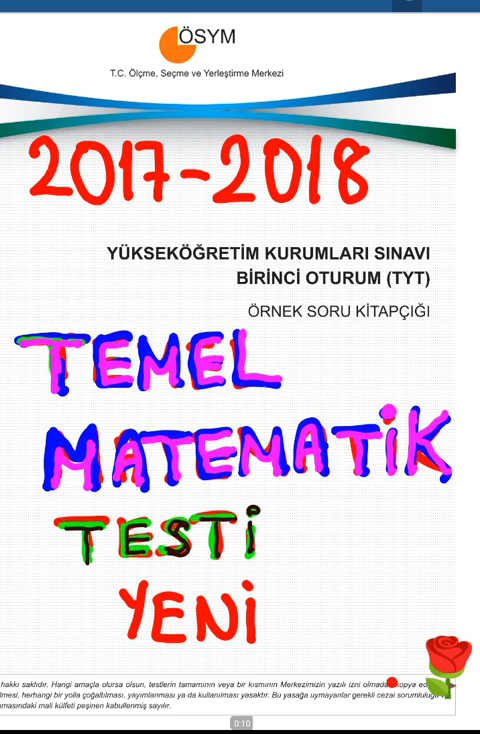 ÖSYM
T.C. Ölçme, Seçme ve Yerleştirme Merkezi
2017-2018
YÜKSEKÖĞRETİM KURUMLARI SINAVI
BİRİNCİ OTURUM (TYT)
ÖRNEK SORU KİTAPÇIĞI
TEMEL
MATEMATİK
TESTİ
YENİ
hakkı saklıdır. Hangi amaçla olursa olsun, testlerin tamamının veya bir kısmının Merkezimizin yazılı izni olmadan kopya
ilmesi, herhangi bir yolla çoğaltılması, yayımlanması ya da kullanılması yasaktır. Bu yasağa uymayanlar gerekli cezai sorumluluğu
masındaki mali külfeti peşinen kabullenmiş sayılır.
0:10